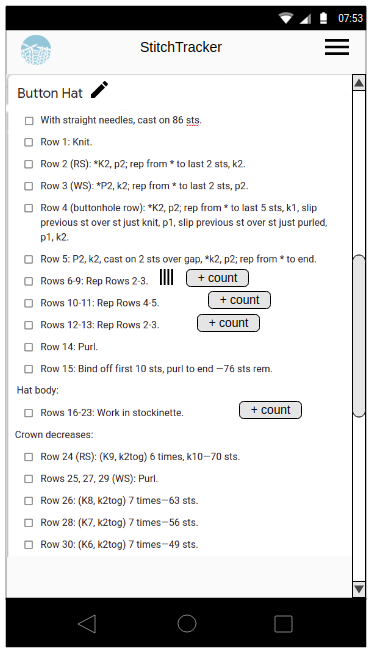 07:53
StitchTracker
Button Hat
With straight needles, cast on 86 sts.
Row 1: Knit.
Row 2 (RS): *K2, p2; rep from * to last 2 sts, k2.
Row 3 (WS): *P2, k2; rep from * to last 2 sts, p2.
Row 4 (buttonhole row): *K2, p2; rep from * to last 5 sts, k1, slip
previous st over st just knit, p1, slip previous st over st just purled,
p1, k2.
Row 5: P2, k2, cast on 2 sts over gap, *k2, p2; rep from * to end.
Rows 6-9: Rep Rows 2-3. + count
Rows 10-11: Rep Rows 4-5. + count
Rows 12-13: Rep Rows 2-3. + count
Row 14: Purl.
Row 15: Bind off first 10 sts, purl to end —76 sts rem.
Hat body:
Rows 16-23: Work in stockinette. + count
Crown decreases:
Row 24 (RS): (K9, k2tog) 6 times, k10—70 sts.
Rows 25, 27, 29 (WS): Purl.
Row 26: (K8, k2tog) 7 times—63 sts.
Row 28: (K7, k2tog) 7 times—56 sts.
Row 30: (K6, k2tog) 7 times—49 sts.